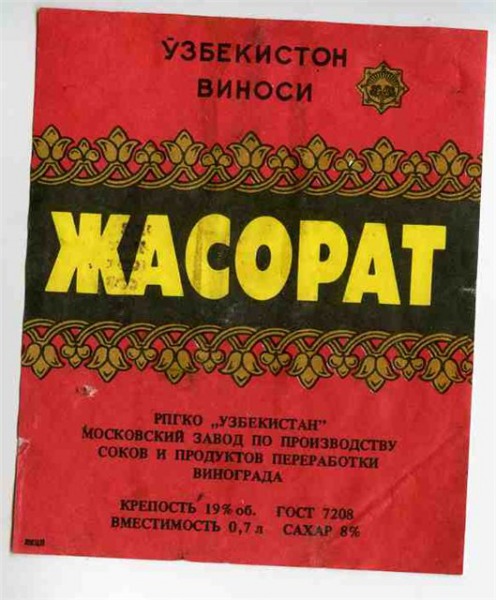 ЎЗБЕКИСТОН
ВИНОСИ
ЖАСОРАТ
РПГКО „УЗБЕКИСТАН"
МОСКОВСКИЙ ЗАВОД ПО ПРОИЗВОДСТВУ
СОКОВ И ПРОДУКТОВ ПЕРЕРАБОТКИ
ВИНОГРАДА
КРЕПОСТЬ 19% об. ГОСТ 7208
ВМЕСТИМОСТЬ 0,7 л САХАР 8%